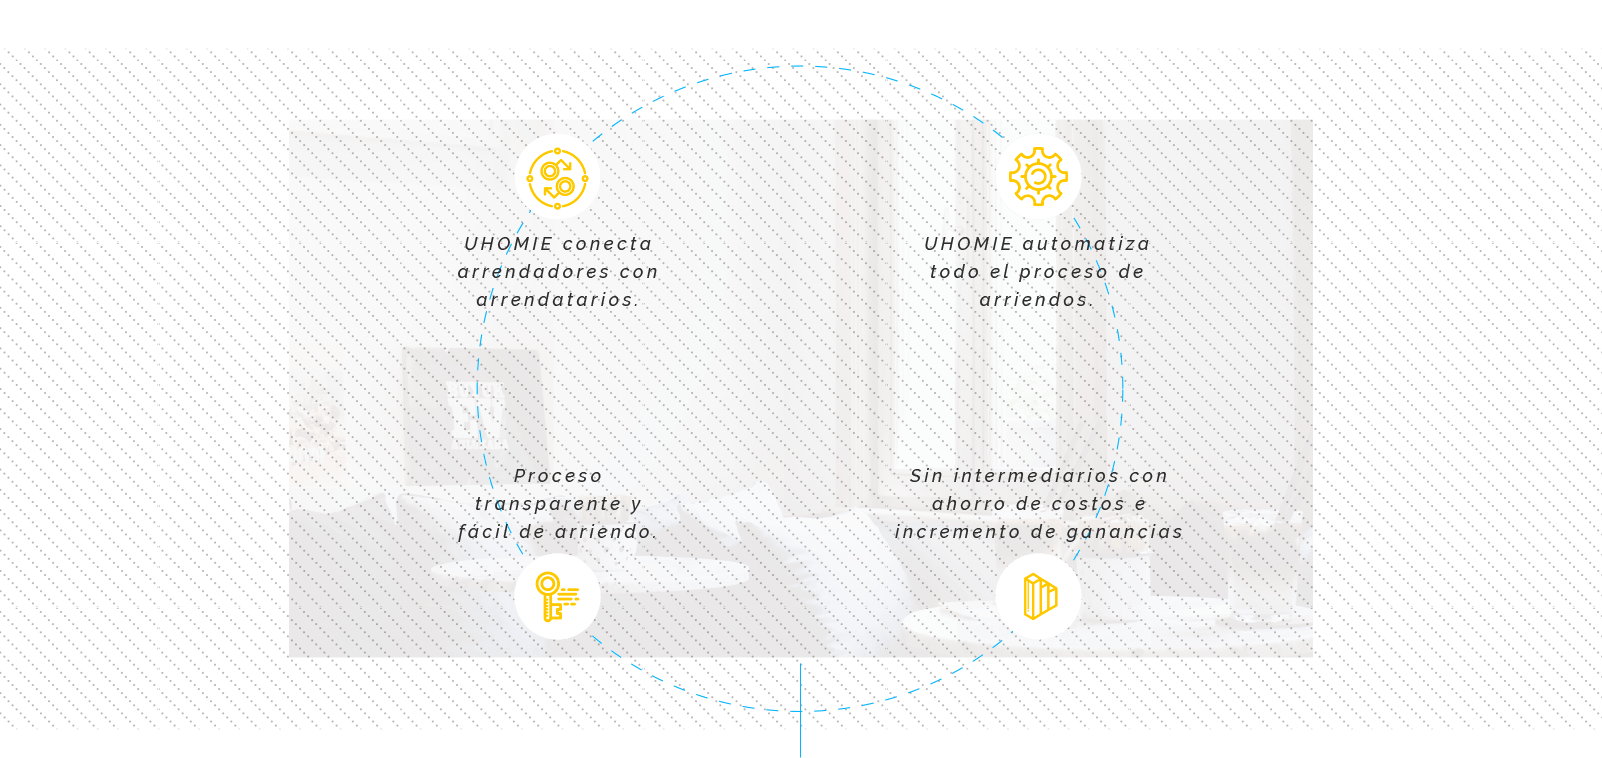 UHOMIE conecta
arrendadores con
arrendatarios.
UHOMIE automatiza
todo el proceso de
arriendos.
Proceso
transparente y
fácil de arriendo.
Sin intermediarios con
ahorro de costos e
incremento de ganancias